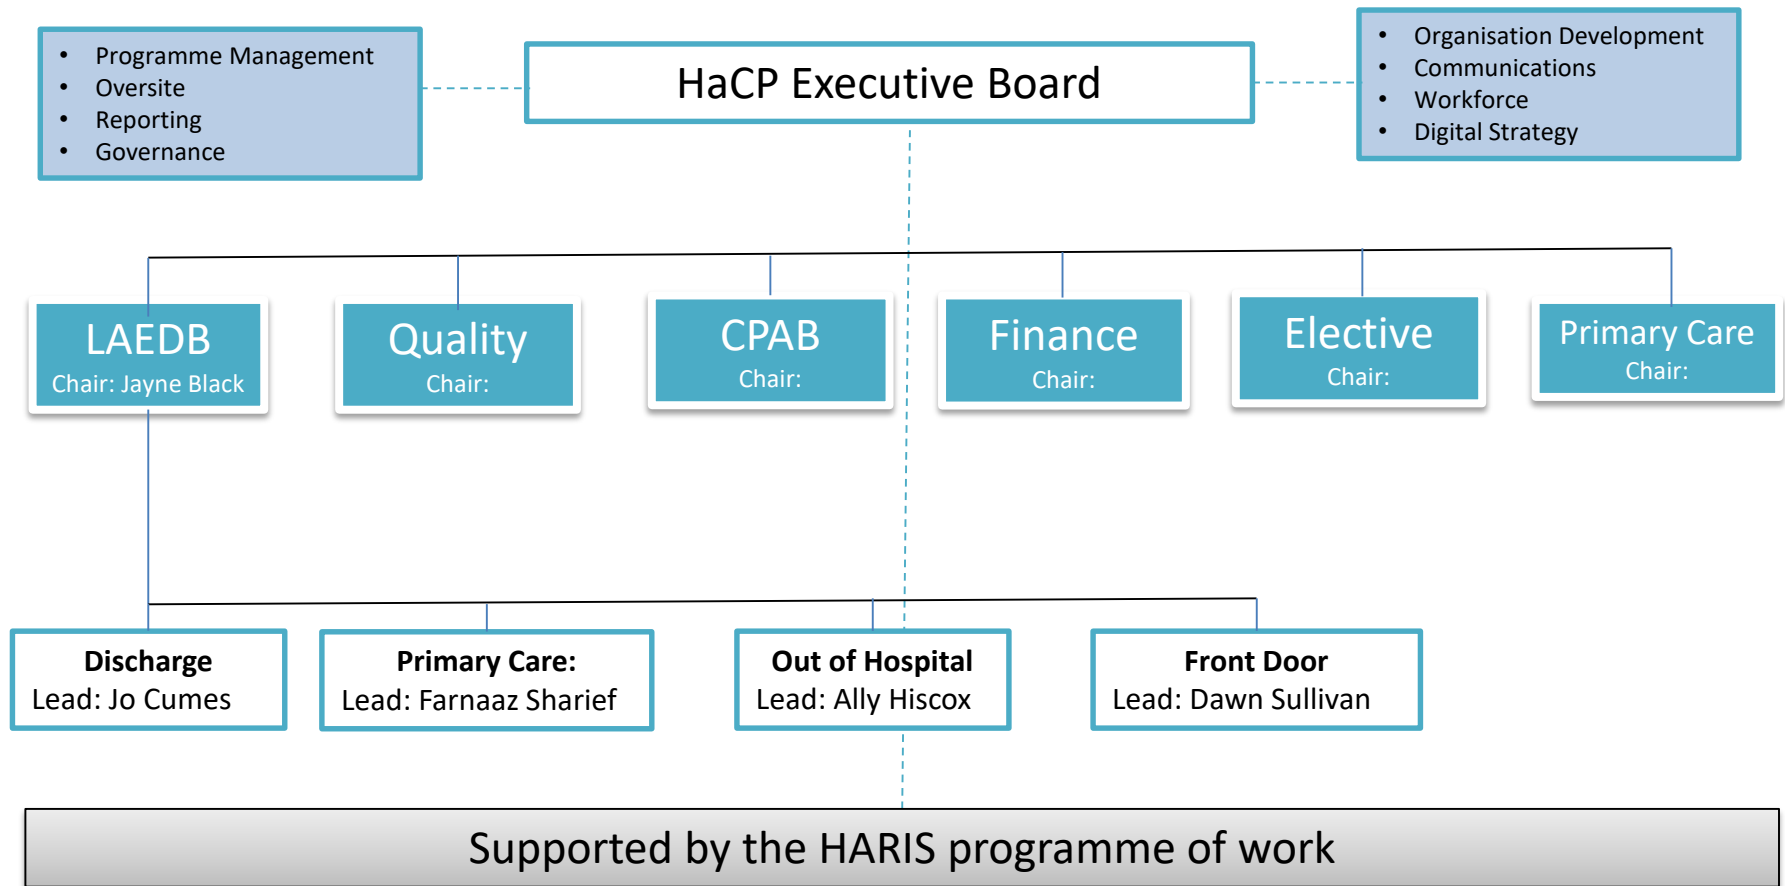 • Programme Management
• Oversite
• Reporting
• Governance
HaCP Executive Board
• Organisation Development
• Communications
• Workforce
• Digital Strategy
LAEDB
Chair: Jayne Black
Quality
Chair:
CPAB
Chair:
Finance
Chair:
Elective
Chair:
Primary Care
Chair:
Discharge
Lead: Jo Cumes
Primary Care:
Lead: Farnaaz Sharief
Out of Hospital
Lead: Ally Hiscox
Front Door
Lead: Dawn Sullivan
Supported by the HARIS programme of work